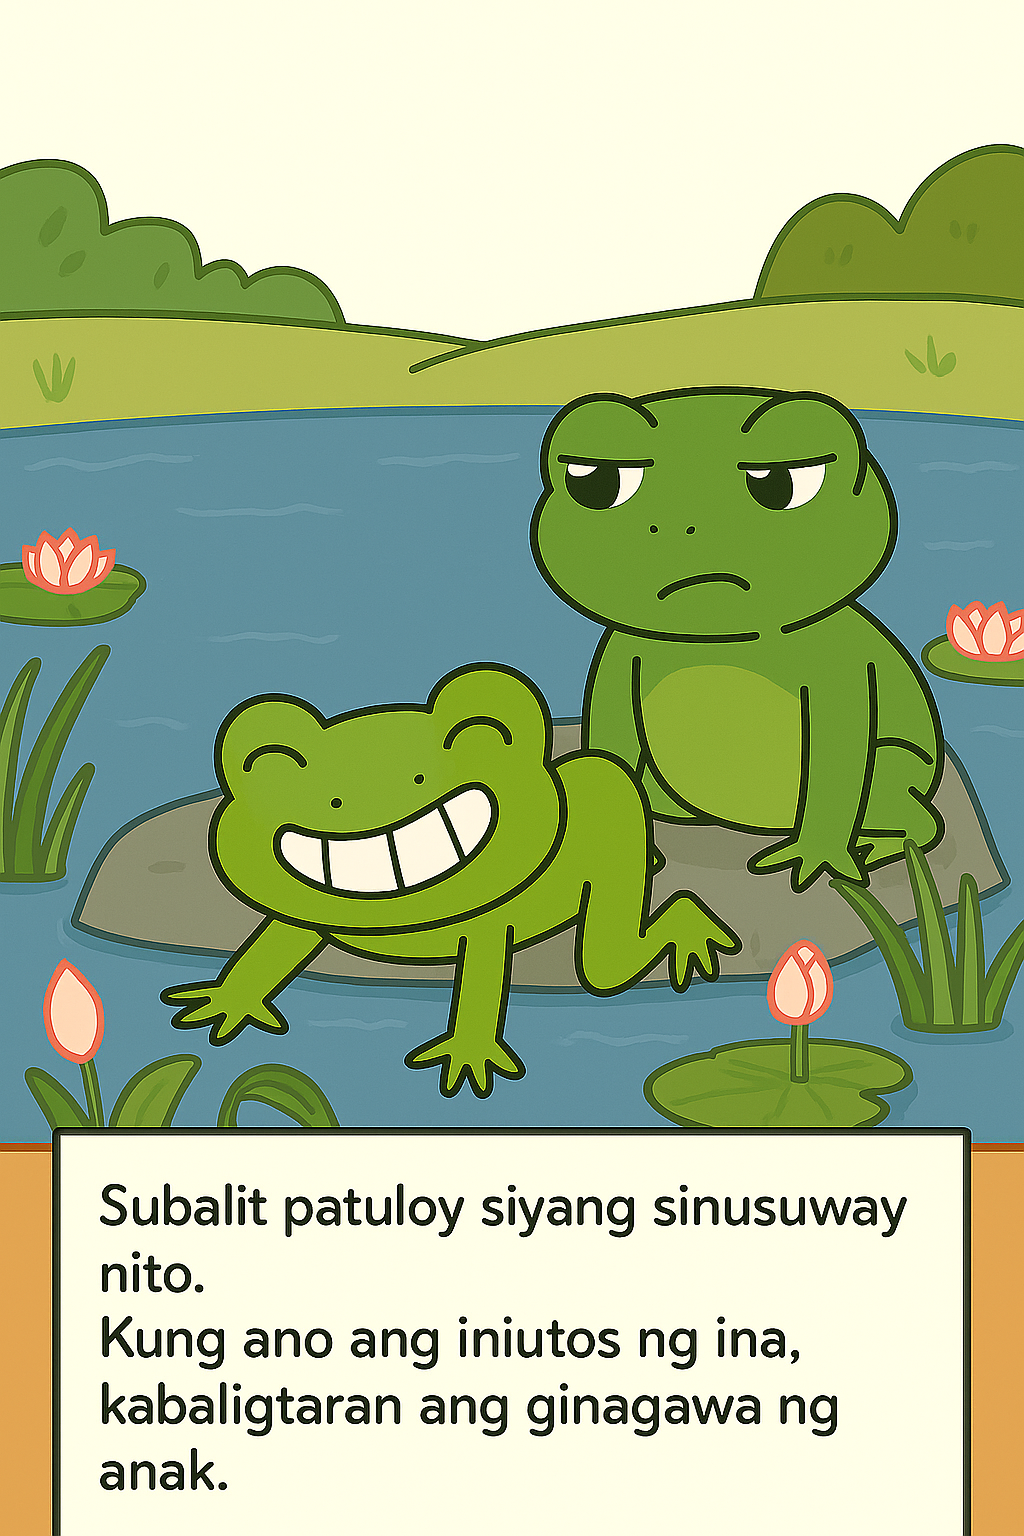 Subalit patuloy siyang sinusuway
nito.
Kung ano ang iniutos ng ina,
kabaligtaran ang ginagawa ng
anak.